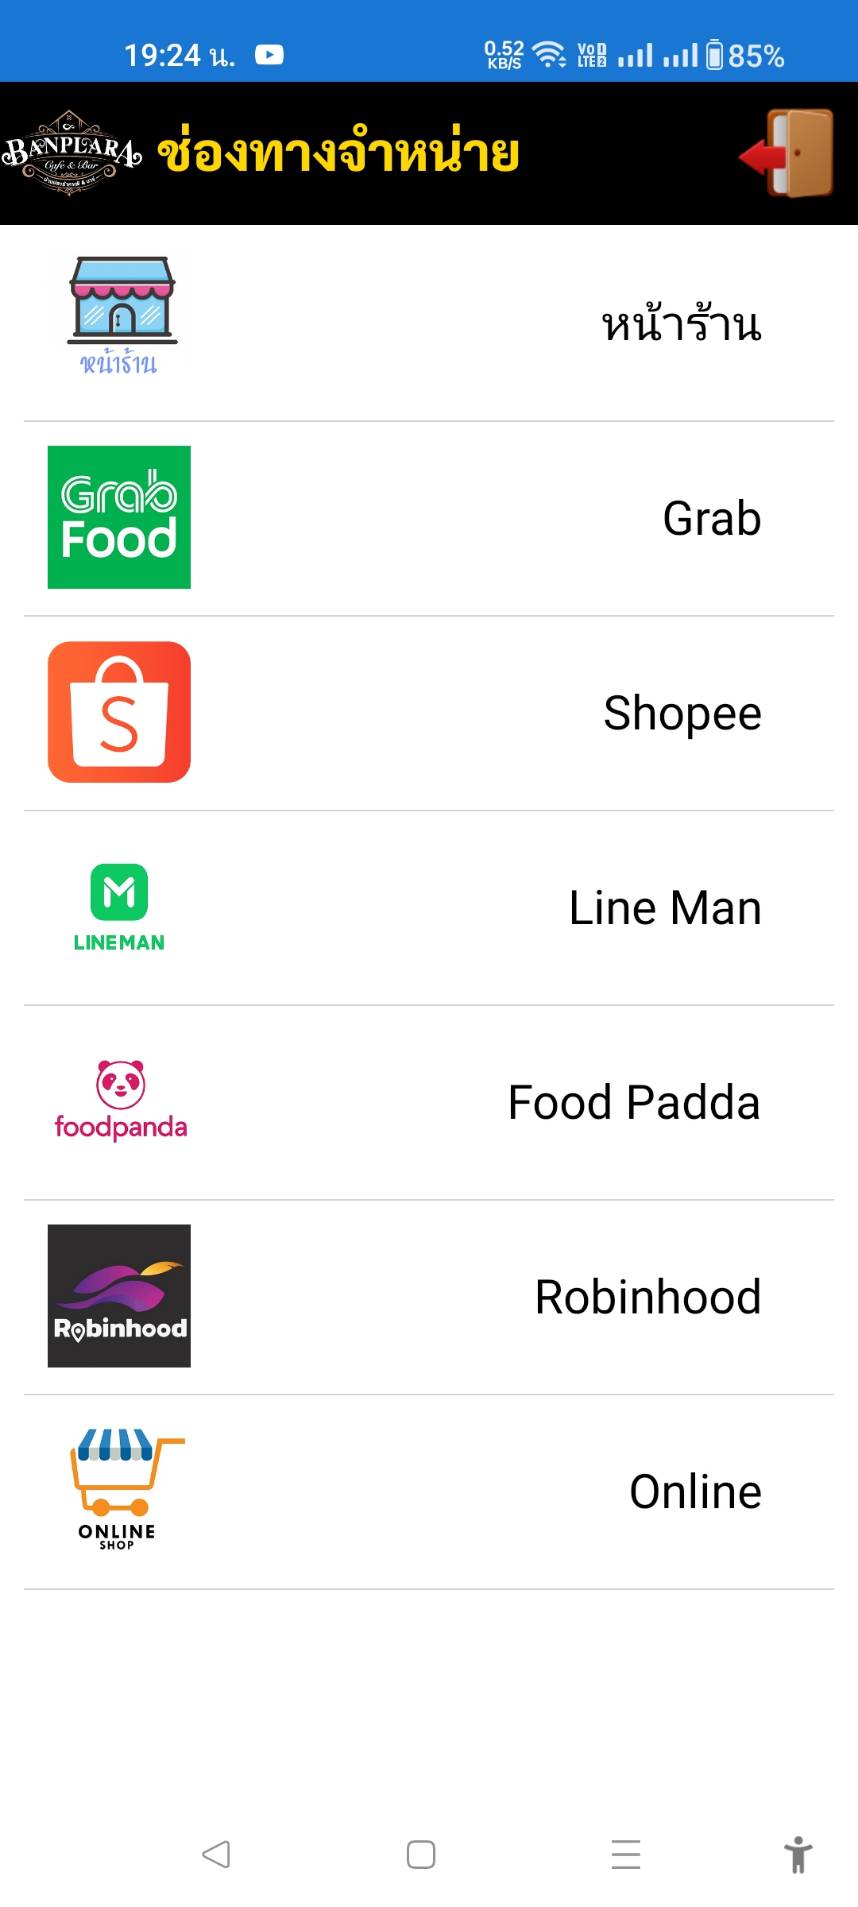 19:24 น.
0.52 KB/S
VoD LTE2
85%
BANPLARA
Cafe & Bar
ช่องทางจำหน่าย
หน้าร้าน
หน้าร้าน
Grab
Food
Grab
S
Shopee
M
LINEMAN
Line Man
foodpanda
Food Padda
Robinhood
Robinhood
ONLINE
SHOP
Online